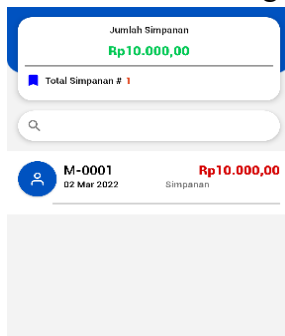 Jumlah Simpanan
Rp10.000,00
Total Simpanan # 1
M-0001
Rp10.000,00
02 Mar 2022
Simpanan